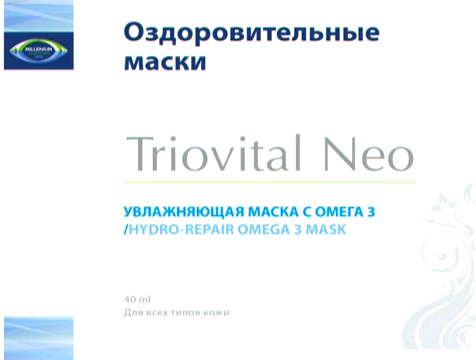 MILLENIUM
Оздоровительные
маски
Triovital Neo
УВЛАЖНЯЮЩАЯ МАСКА С ОМЕГА 3
/HYDRO-REPAIR OMEGA 3 MASK
40 ml
Для всех типов кожи